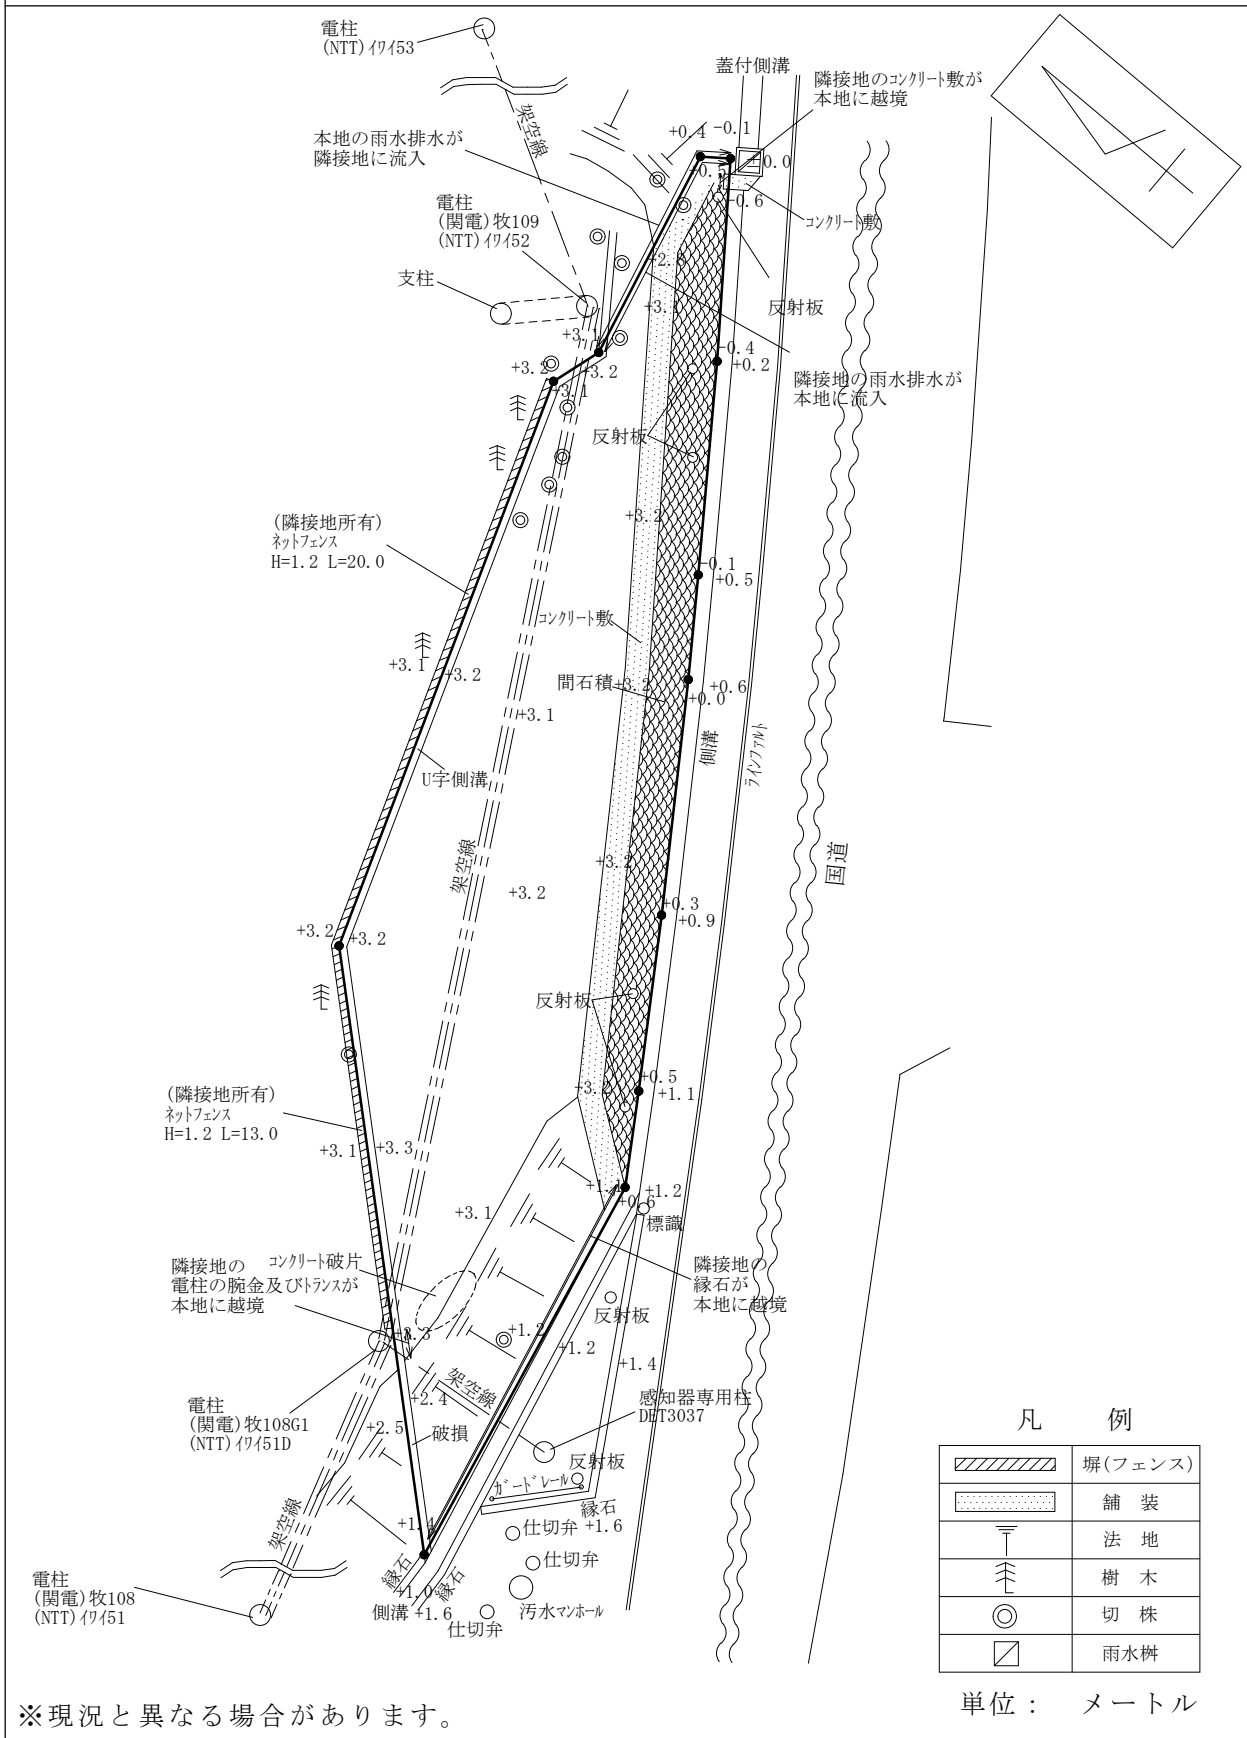 電柱
(NTT)ｲﾜｲ53
架空線
蓋付側溝
隣接地のｺﾝｸﾘｰﾄ敷が
本地に越境
本地の雨水排水が
隣接地に流入
+0.4
-0.1
+0.0
+0.5
-0.6
ｺﾝｸﾘｰﾄ敷
電柱
(関電)牧109
(NTT)ｲﾜｲ52
支柱
+3.1
反射板
+3.1
-0.4
+0.2
+3.2
+3.2
+3.1
隣接地の雨水排水が
本地に流入
反射板
(隣接地所有)
ﾈｯﾄﾌｪﾝｽ
H=1.2 L=20.0
+3.2
-0.1
+0.5
ｺﾝｸﾘｰﾄ敷
+3.1
+3.2
間石積
+3.2
+0.6
+0.0
+3.1
側溝
ﾗｲﾝﾌｧﾙﾄ
U字側溝
架空線
+3.2
国道
+3.2
+0.3
+0.9
+3.2
+3.2
反射板
(隣接地所有)
ﾈｯﾄﾌｪﾝｽ
H=1.2 L=13.0
+3.2
+0.5
+1.1
+3.1
+3.3
+1.1
+0.6
+1.2
標識
+3.1
隣接地の
電柱の腕金及びﾄﾗﾝｽが
本地に越境
ｺﾝｸﾘｰﾄ破片
隣接地の
縁石が
本地に越境
反射板
+3.3
+1.2
+1.2
+1.4
架空線
電柱
(関電)牧108G1
(NTT)ｲﾜｲ51D
+2.4
+2.5
破損
感知器専用柱
DET3037
反射板
ｶﾞｰﾄﾞﾚｰﾙ
縁石
+1.6
架空線
+1.4
仕切弁
仕切弁
縁石
+1.0
縁石
電柱
(関電)牧108
(NTT)ｲﾜｲ51
側溝
+1.6
仕切弁
汚水ﾏﾝﾎｰﾙ
凡 例
塀(フェンス)
舗 装
法 地
樹 木
切 株
雨水桝
単位： メートル
※現況と異なる場合があります。